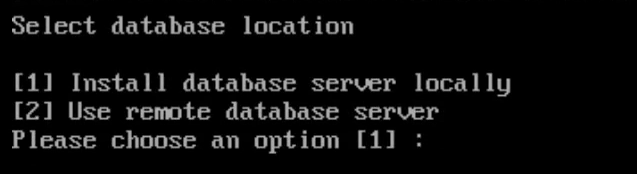 Select database location
[1] Install database server locally
[2] Use remote database server
Please choose an option [1] :